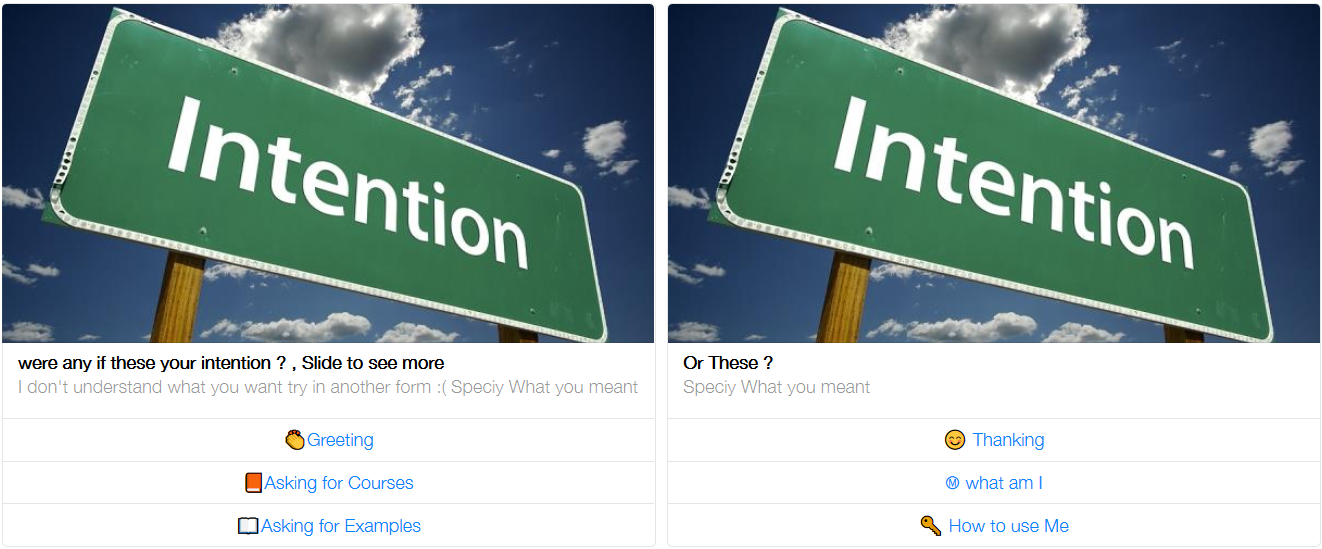 Intention
were any if these your intention ? , Slide to see more
I don't understand what you want try in another form :( Speciy What you meant
👏Greeting
📕Asking for Courses
📖Asking for Examples
Intention
Or These ?
Speciy What you meant
😊 Thanking
Ⓜ what am I
🔑 How to use Me